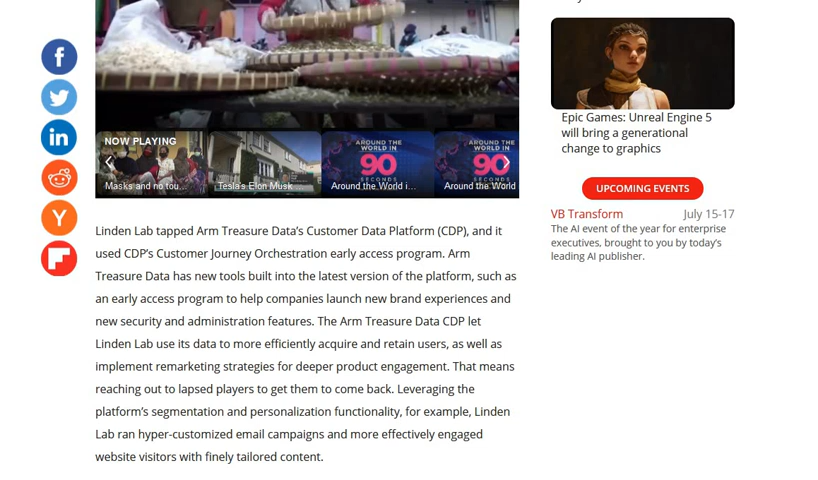 NOW PLAYING
Masks and no tou...
Tesla's Elon Musk ...
AROUND THE
WORLD IN
90
SECONDS
Around the World i...
AROUND THE
WORLD IN
90
SECONDS
Around the World
Linden Lab tapped Arm Treasure Data’s Customer Data Platform (CDP), and it
used CDP’s Customer Journey Orchestration early access program. Arm
Treasure Data has new tools built into the latest version of the platform, such as
an early access program to help companies launch new brand experiences and
new security and administration features. The Arm Treasure Data CDP let
Linden Lab use its data to more efficiently acquire and retain users, as well as
implement remarketing strategies for deeper product engagement. That means
reaching out to lapsed players to get them to come back. Leveraging the
platform’s segmentation and personalization functionality, for example, Linden
Lab ran hyper-customized email campaigns and more effectively engaged
website visitors with finely tailored content.
Epic Games: Unreal Engine 5
will bring a generational
change to graphics
UPCOMING EVENTS
VB Transform July 15-17
The AI event of the year for enterprise
executives, brought to you by today’s
leading AI publisher.